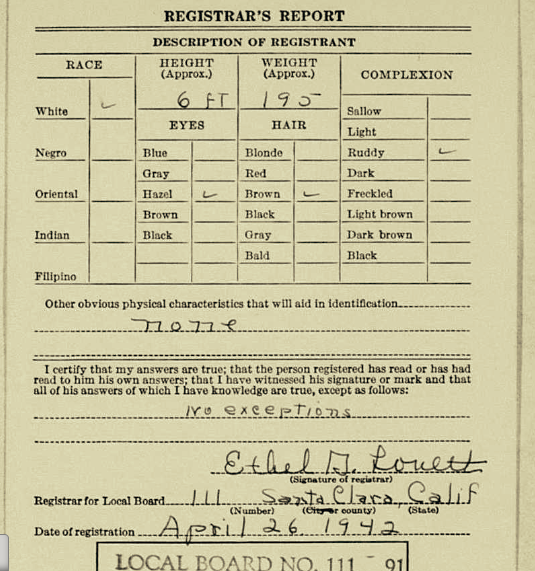 REGISTRAR'S REPORT
DESCRIPTION OF REGISTRANT
RACE
HEIGHT (Approx.)
WEIGHT (Approx.)
COMPLEXION
White ✓
6 FT
195
Sallow
EYES
HAIR
Light
Negro
Blue
Blonde
Ruddy ✓
Gray
Red
Dark
Oriental
Hazel ✓
Brown ✓
Freckled
Brown
Black
Light brown
Indian
Black
Gray
Dark brown
Bald
Black
Filipino
Other obvious physical characteristics that will aid in identification
none
I certify that my answers are true; that the person registered has read or has had
read to him his own answers; that I have witnessed his signature or mark and that
all of his answers of which I have knowledge are true, except as follows:
No exceptions
Ethel G. Lovett
(Signature of registrar)
Registrar for Local Board 111 Santa Clara, Calif
(Number) (City or county) (State)
Date of registration April 26 1942
LOCAL BOARD NO. 111 - 91